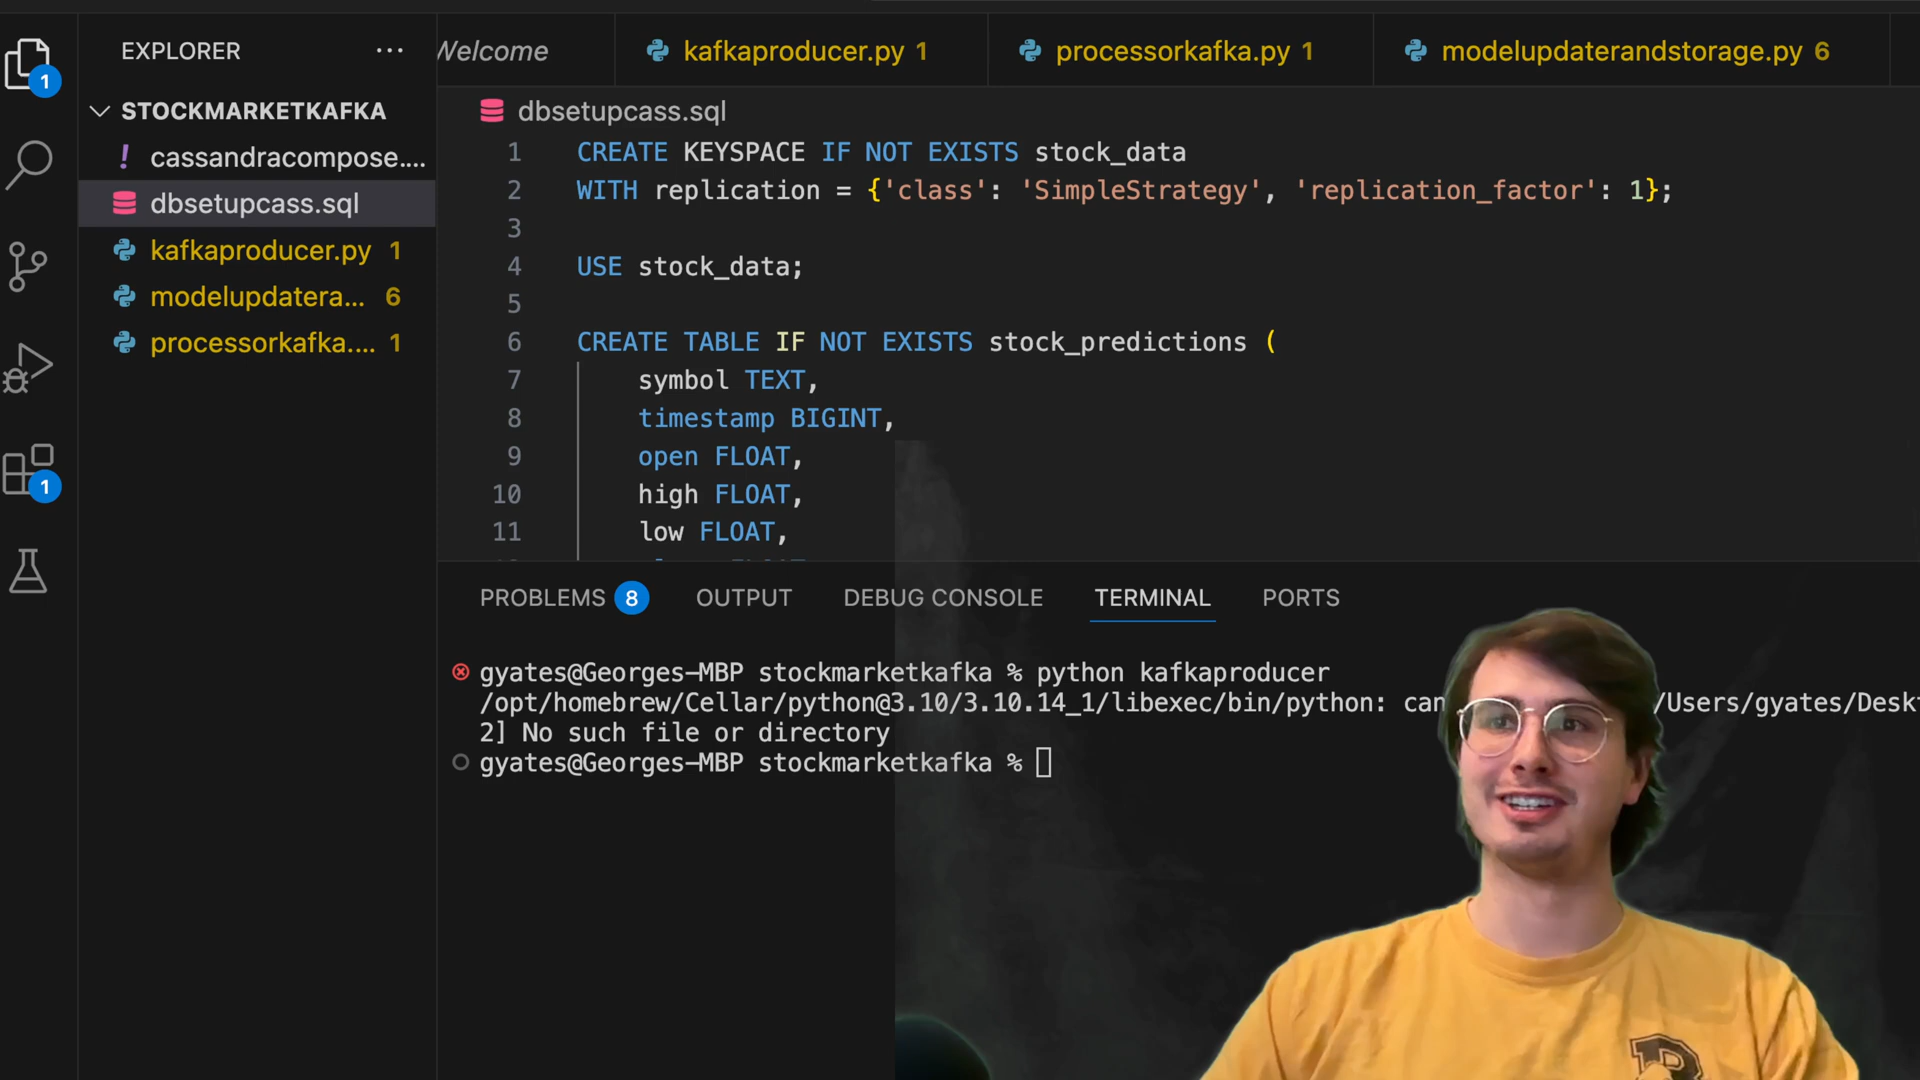 EXPLORER ...
1
STOCKMARKETKAFKA
! cassandracompose....
dbsetupcass.sql
kafkaproducer.py 1
modelupdatera... 6
processorkafka.... 1
1
Welcome
kafkaproducer.py 1
processorkafka.py 1
modelupdaterandstorage.py 6
dbsetupcass.sql
1 CREATE KEYSPACE IF NOT EXISTS stock_data
2 WITH replication = {'class': 'SimpleStrategy', 'replication_factor': 1};
3
4 USE stock_data;
5
6 CREATE TABLE IF NOT EXISTS stock_predictions (
7 symbol TEXT,
8 timestamp BIGINT,
9 open FLOAT,
10 high FLOAT,
11 low FLOAT,
PROBLEMS 8 OUTPUT DEBUG CONSOLE TERMINAL PORTS
gyates@Georges-MBP stockmarketkafka % python kafkaproducer
/opt/homebrew/Cellar/python@3.10/3.10.14_1/libexec/bin/python: can /Users/gyates/Deskt
2] No such file or directory
gyates@Georges-MBP stockmarketkafka %